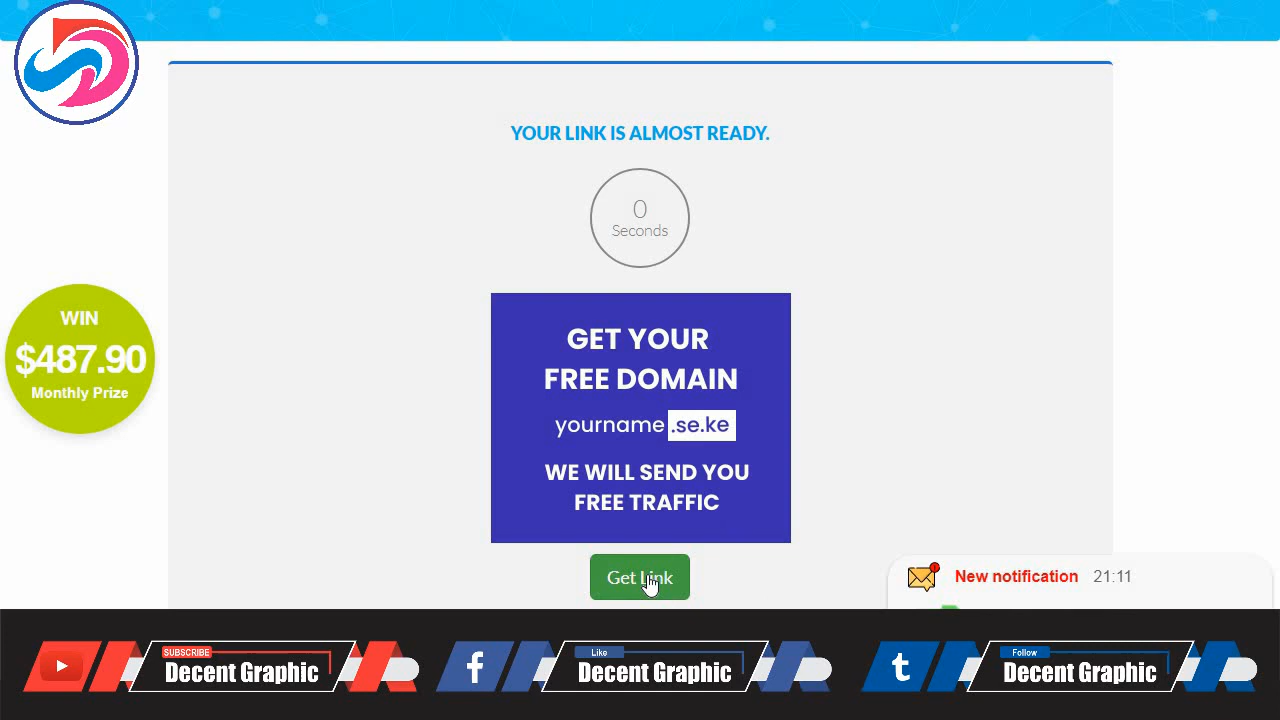 YOUR LINK IS ALMOST READY.
0
Seconds
WIN
$487.90
Monthly Prize
GET YOUR
FREE DOMAIN
yourname.se.ke
WE WILL SEND YOU
FREE TRAFFIC
Get Link
New notification 21:11
SUBSCRIBE
Decent Graphic
Like
Decent Graphic
Follow
Decent Graphic